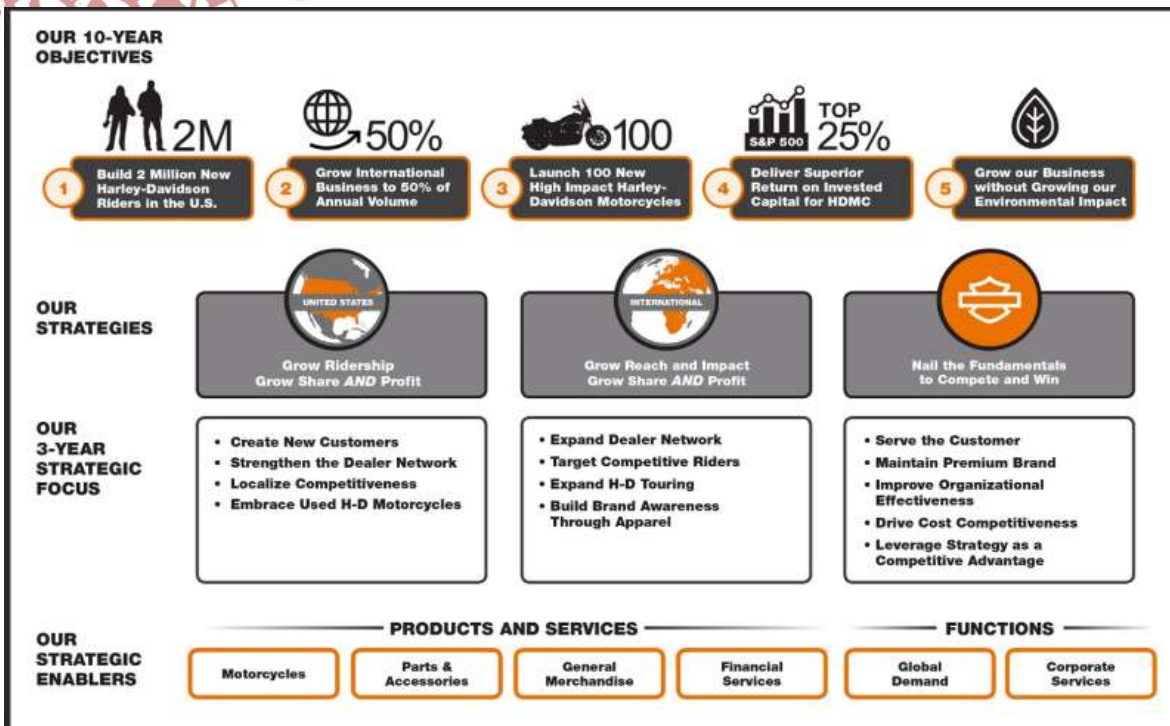 OUR 10-YEAR
OBJECTIVES
2M
50%
100
S&P 500
TOP
25%
1
Build 2 Million New
Harley-Davidson
Riders in the U.S.
2
Grow International
Business to 50% of
Annual Volume
3
Launch 100 New
High Impact Harley-
Davidson Motorcycles
4
Deliver Superior
Return on Invested
Capital for HDMC
5
Grow our Business
without Growing our
Environmental Impact
OUR
STRATEGIES
UNITED STATES
Grow Ridership
Grow Share AND Profit
INTERNATIONAL
Grow Reach and Impact
Grow Share AND Profit
Nail the Fundamentals
to Compete and Win
OUR
3-YEAR
STRATEGIC
FOCUS
• Create New Customers
• Strengthen the Dealer Network
• Localize Competitiveness
• Embrace Used H-D Motorcycles
• Expand Dealer Network
• Target Competitive Riders
• Expand H-D Touring
• Build Brand Awareness
Through Apparel
• Serve the Customer
• Maintain Premium Brand
• Improve Organizational
Effectiveness
• Drive Cost Competitiveness
• Leverage Strategy as a
Competitive Advantage
OUR
STRATEGIC
ENABLERS
PRODUCTS AND SERVICES
FUNCTIONS
Motorcycles
Parts &
Accessories
General
Merchandise
Financial
Services
Global
Demand
Corporate
Services